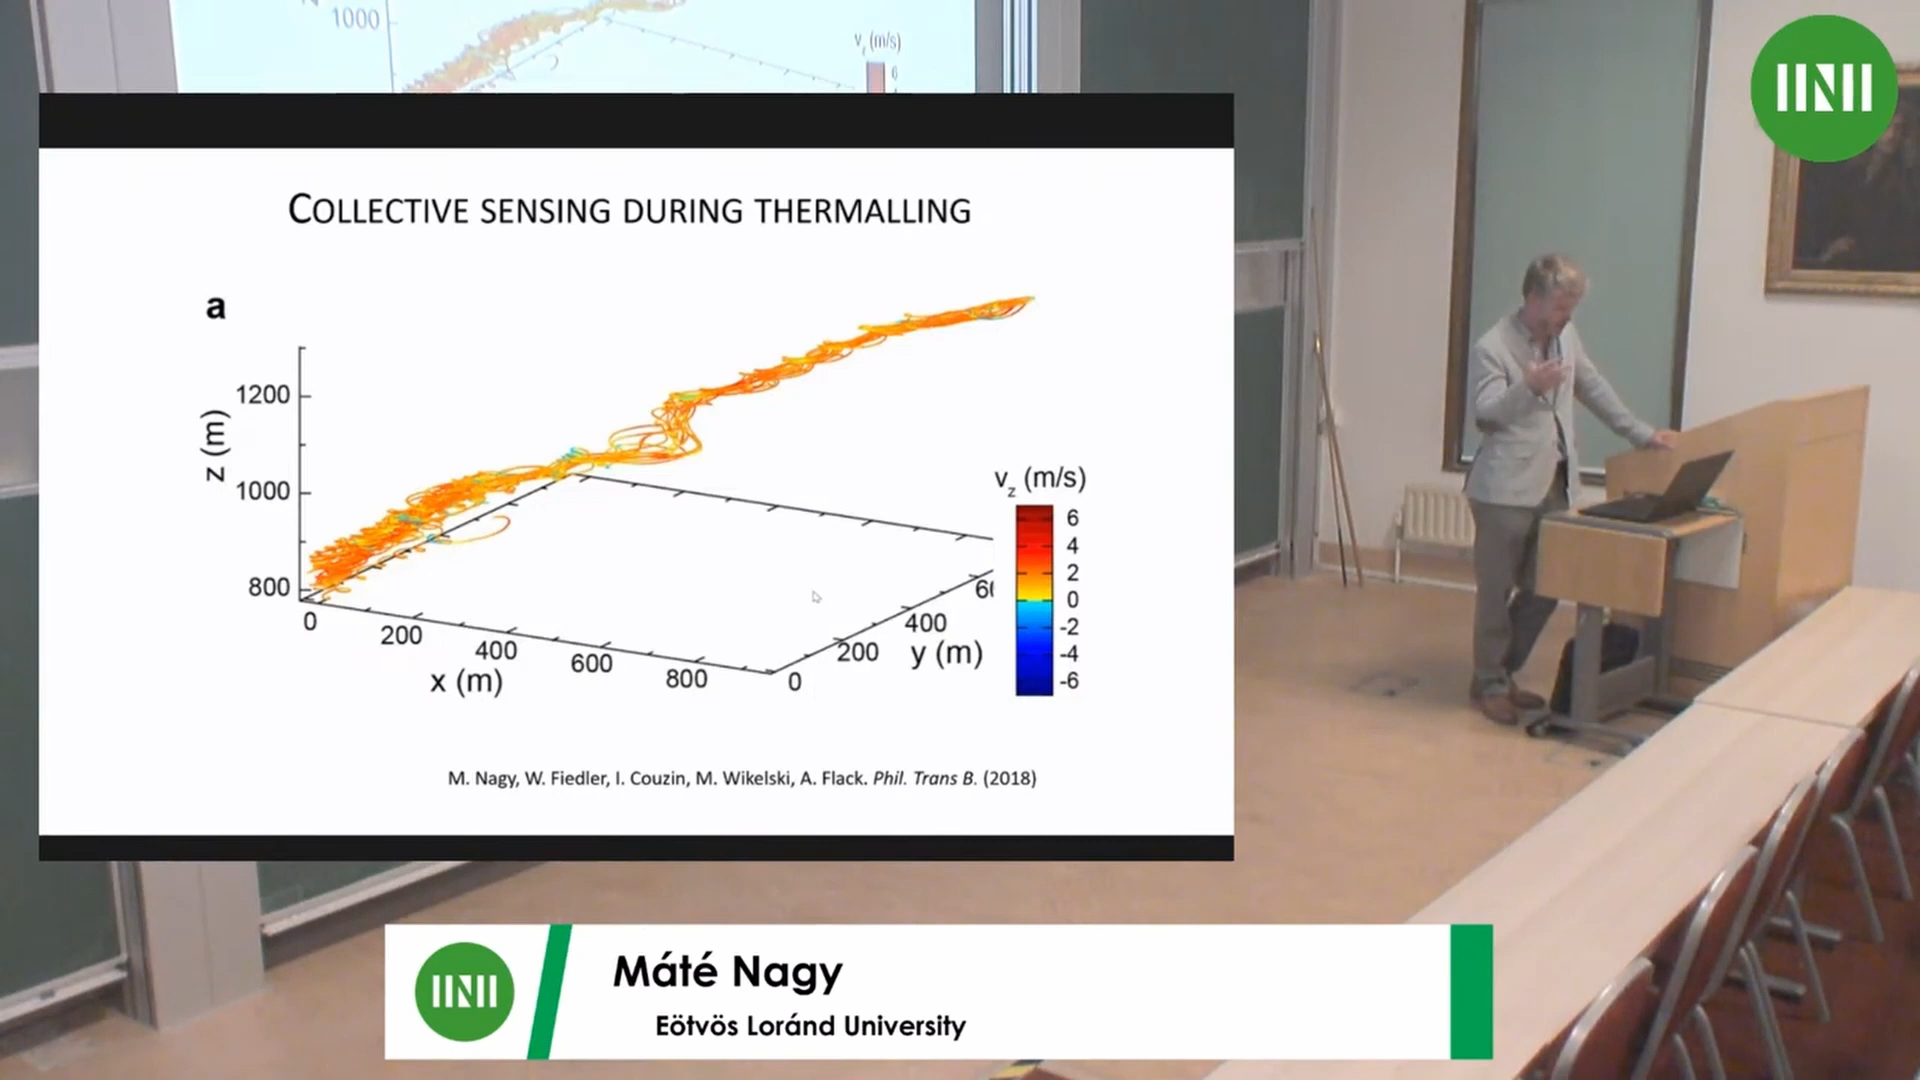 1000
v_z (m/s)
6
INII
COLLECTIVE SENSING DURING THERMALLING
a
1200
1000
800
z (m)
0
200
400
600
800
x (m)
0
200
400
y (m)
v_z (m/s)
6
4
2
0
-2
-4
-6
M. Nagy, W. Fiedler, I. Couzin, M. Wikelski, A. Flack. Phil. Trans B. (2018)
INII
Máté Nagy
Eötvös Loránd University